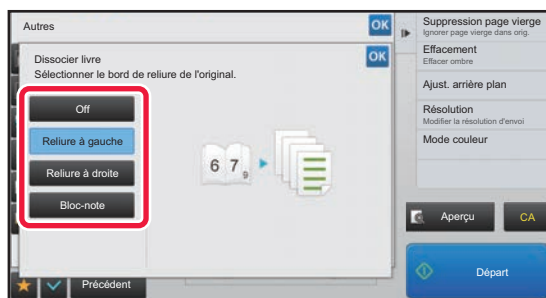 Autres
OK
Dissocier livre
OK
Sélectionner le bord de reliure de l'original.
Off
Reliure à gauche
Reliure à droite
Bloc-note
6 7 9
Précédent
Suppression page vierge
Ignorer page vierge dans orig.
Effacement
Effacer ombre
Ajust. arrière plan
Résolution
Modifier la résolution d'envoi
Mode couleur
Aperçu
CA
Départ